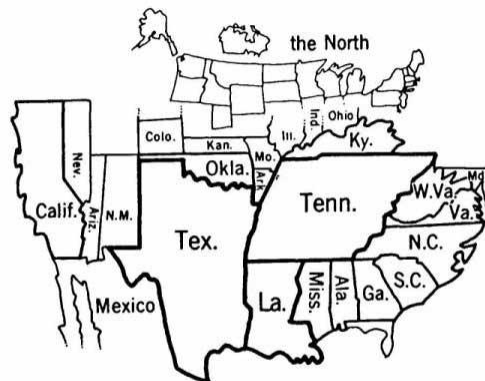 the North
Colo.
Kan.
Mo.
Ill.
Ind
Ohio
Ky.
Nev.
Okla.
Ark
W.Va.
Md
Va.
Calif.
Ariz.
N.M.
Tex.
Tenn.
N.C.
Mexico
La.
Miss.
Ala.
Ga.
S.C.